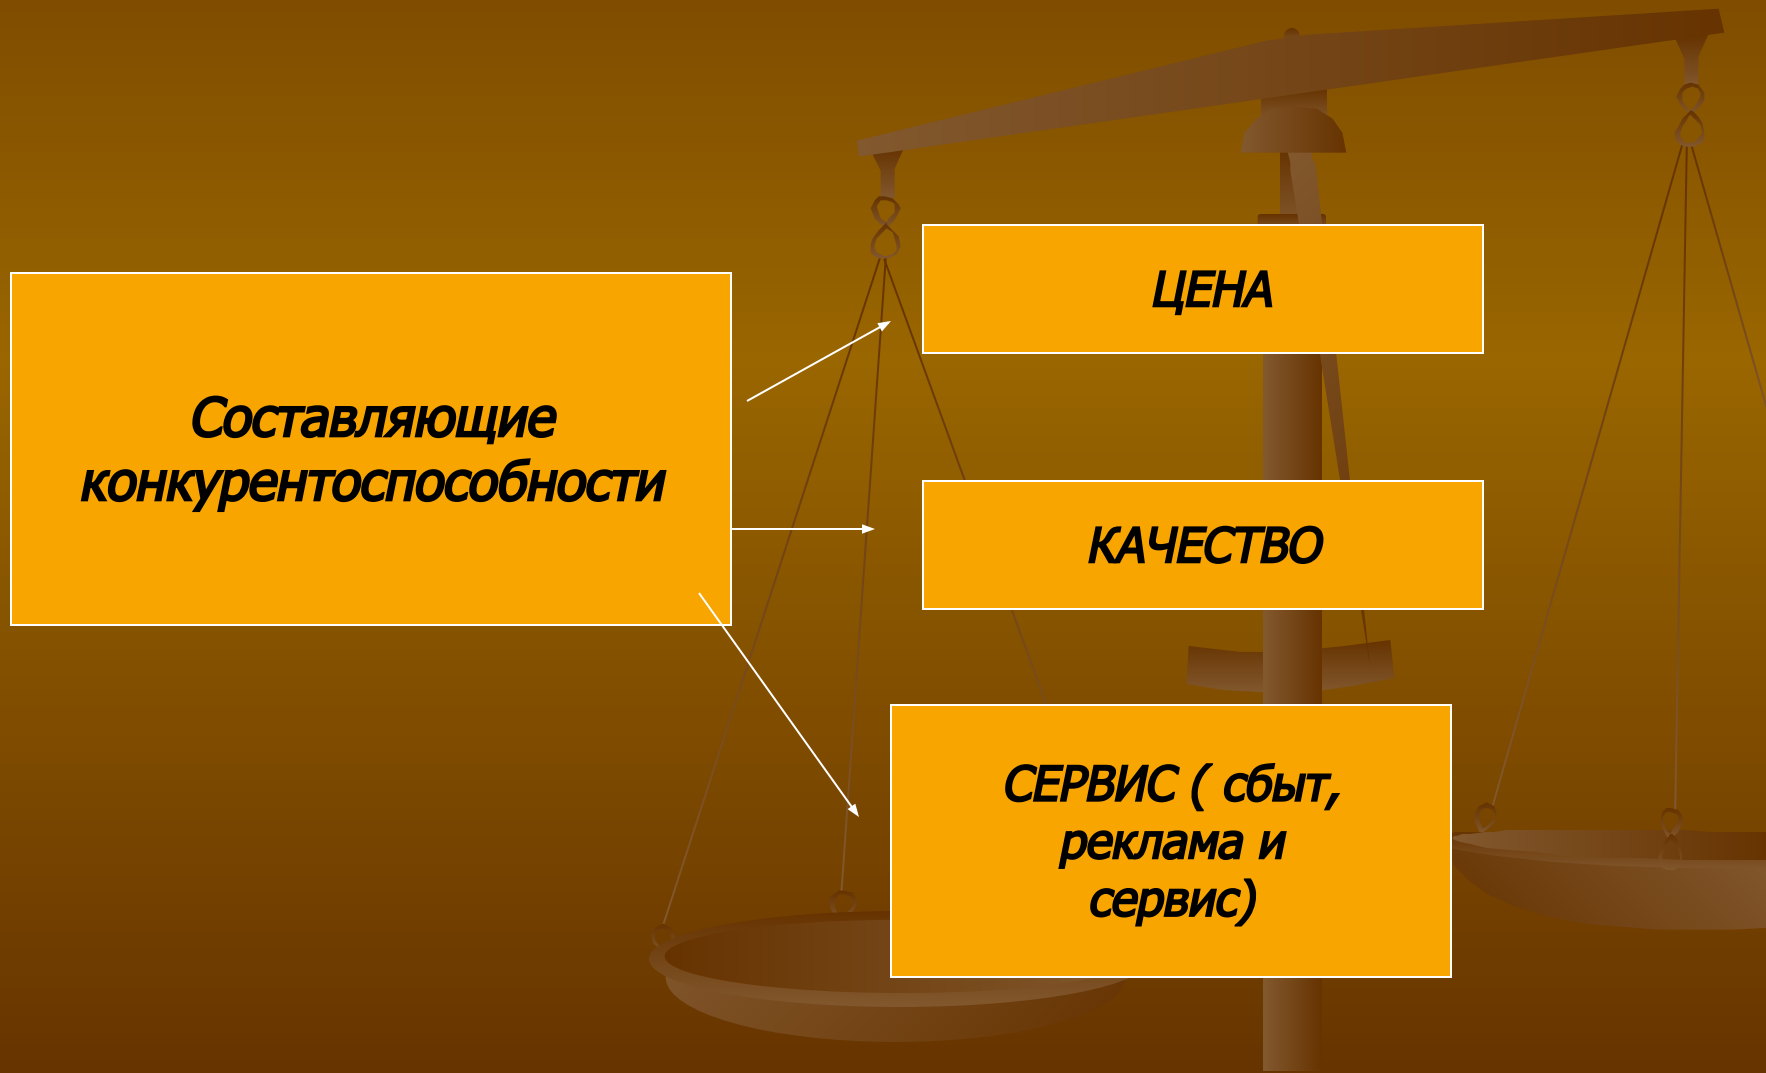 Составляющие
конкурентоспособности
ЦЕНА
КАЧЕСТВО
СЕРВИС ( сбыт,
реклама и
сервис)